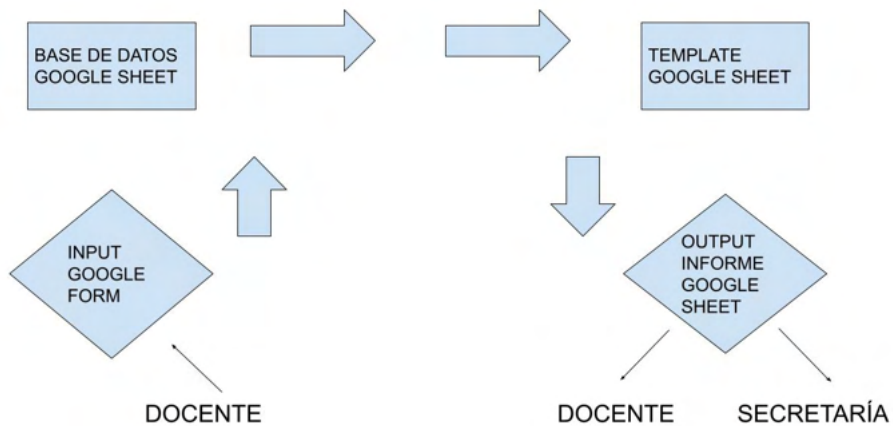 BASE DE DATOS
GOOGLE SHEET
TEMPLATE
GOOGLE SHEET
INPUT
GOOGLE
FORM
OUTPUT
INFORME
GOOGLE
SHEET
DOCENTE
DOCENTE
SECRETARÍA